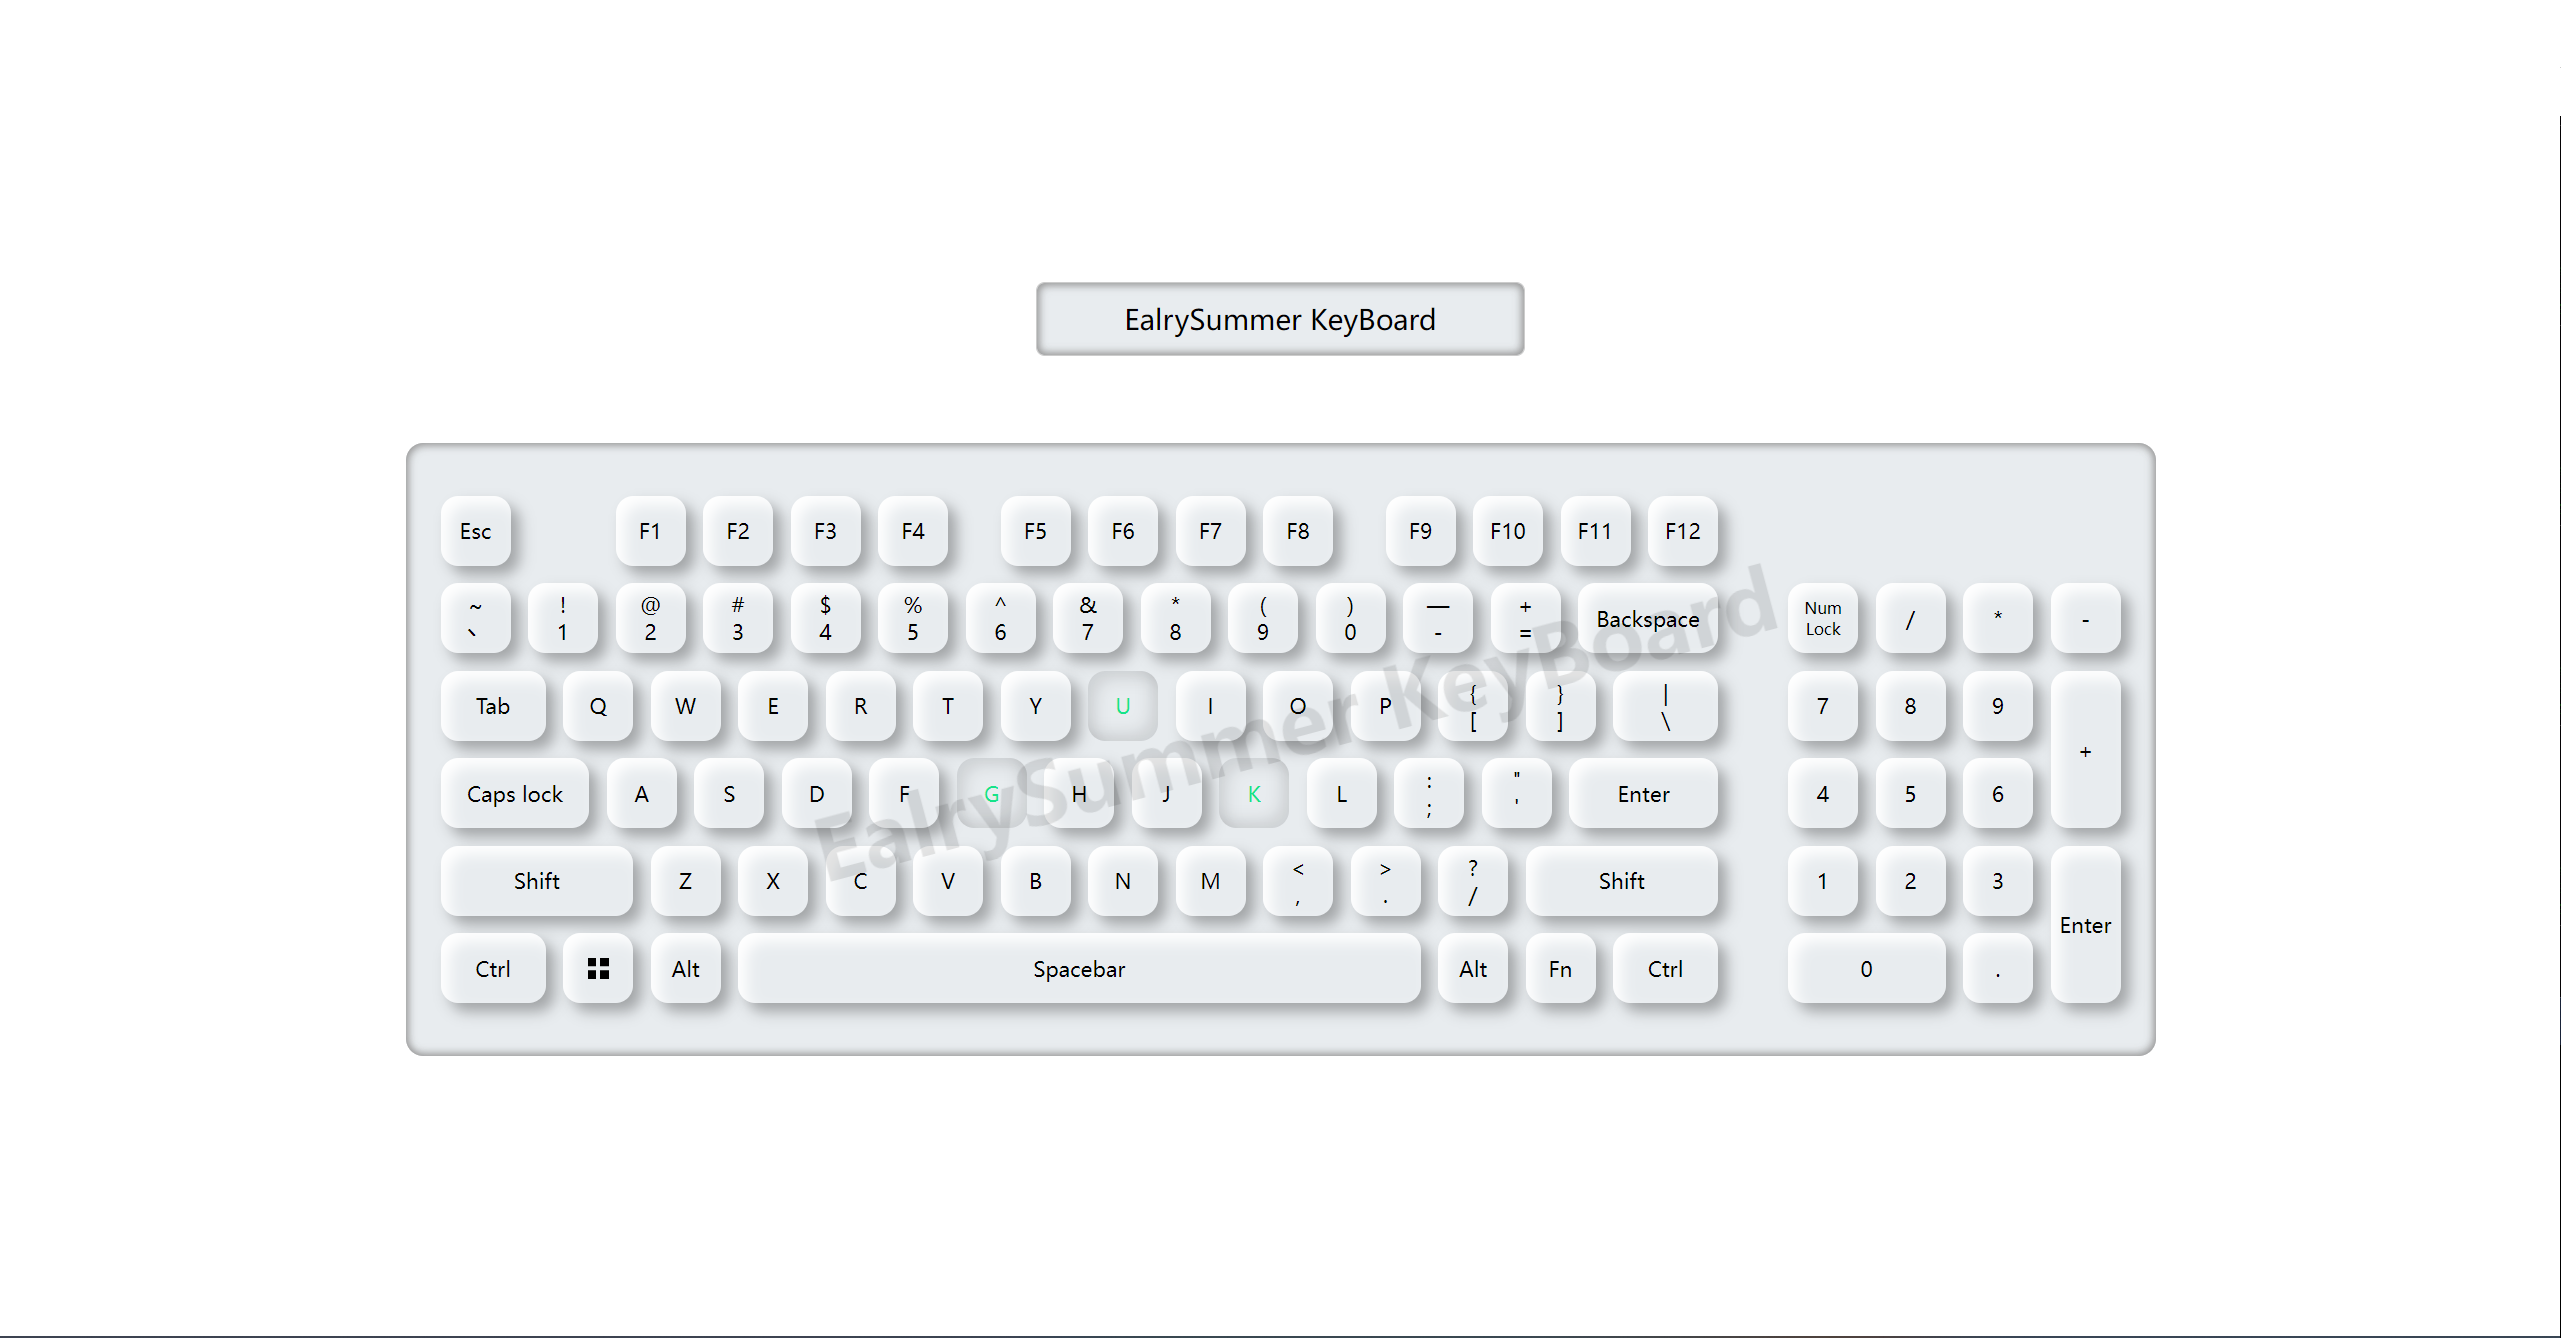 EalrySummer KeyBoard
Esc F1 F2 F3 F4 F5 F6 F7 F8 F9 F10 F11 F12
~ ! @ # $ % ^ & * ( ) — + Backspace Num / * -
、 1 2 3 4 5 6 7 8 9 0 - = Lock
Tab Q W E R T Y U I O P { } | 7 8 9 +
[ ] \
Caps lock A S D F G H J K L : " Enter 4 5 6
; '
Shift Z X C V B N M < > ? Shift 1 2 3 Enter
, . /
Ctrl Alt Spacebar Alt Fn Ctrl 0 .
EalrySummer KeyBoard